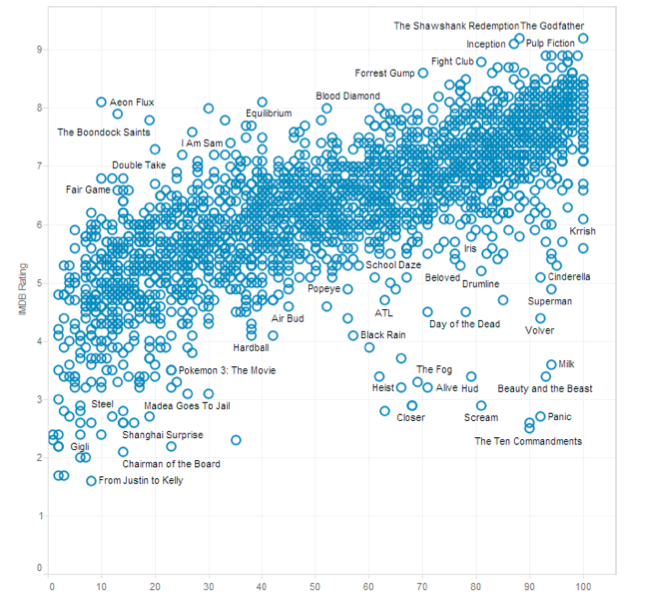 The Shawshank Redemption The Godfather
Inception Pulp Fiction
9
Fight Club
Forrest Gump
Blood Diamond
8 Aeon Flux
Equilibrium
The Boondock Saints
I Am Sam
7 Double Take
Fair Game
6
Krrish
Iris
IMDB Rating
School Daze
5 Popeye Beloved Drumline Cinderella
Superman
ATL
Air Bud Day of the Dead Volver
4 Hardball Black Rain
Pokemon 3: The Movie The Fog Milk
Heist Alive Hud Beauty and the Beast
3 Steel Madea Goes To Jail
Closer Scream Panic
Shanghai Surprise
Gigli The Ten Commandments
2 Chairman of the Board
From Justin to Kelly
1
0
0 10 20 30 40 50 60 70 80 90 100